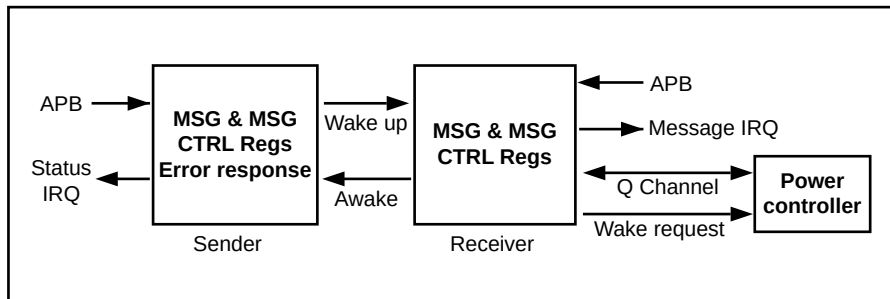 APB
Status
IRQ
MSG & MSG
CTRL Regs
Error response
Sender
Wake up
Awake
MSG & MSG
CTRL Regs
Receiver
APB
Message IRQ
Q Channel
Wake request
Power
controller